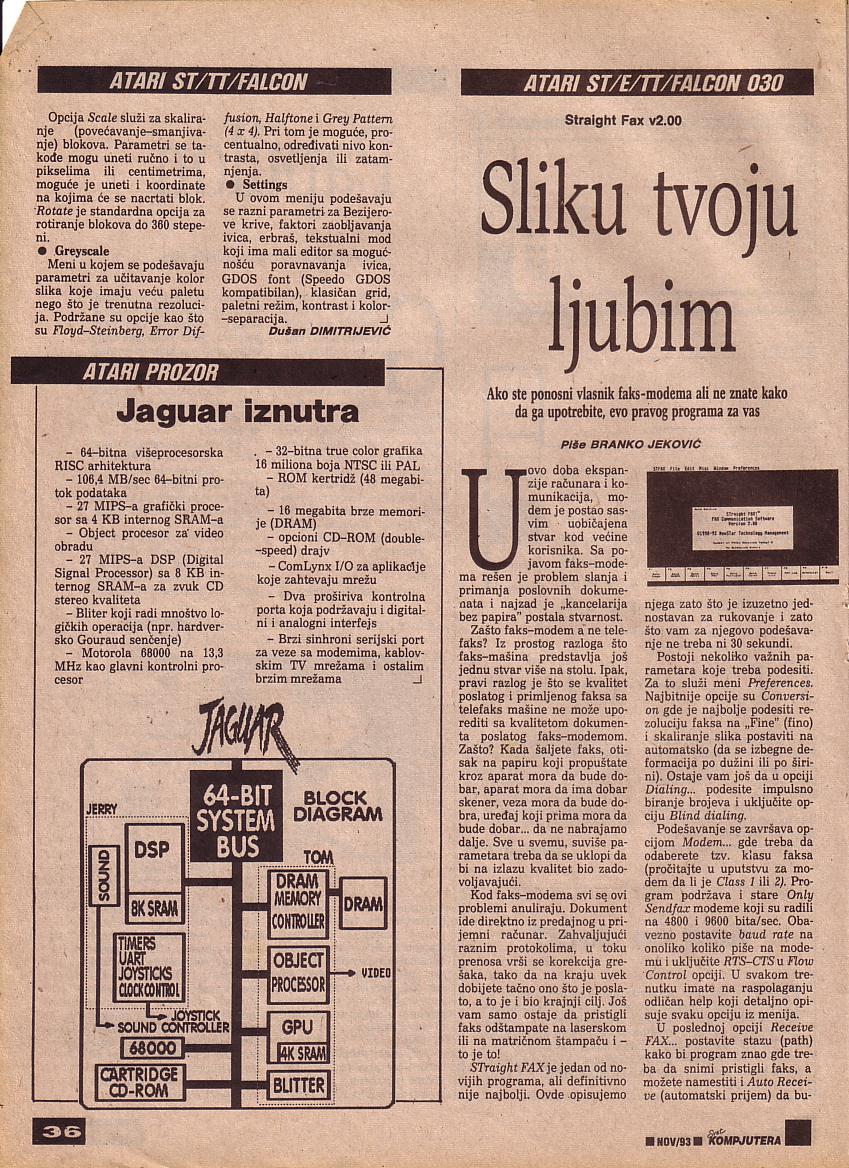 ATARI ST/TT/FALCON
Opcija Scale služi za skalira-
nje (povećavanje–smanjiva-
nje) blokova. Parametri se ta-
kođe mogu uneti ručno i to u
pikselima ili centimetrima,
moguće je uneti i koordinate
na kojima će se nacrtati blok.
Rotate je standardna opcija za
rotiranje blokova do 360 stepe-
ni.
● Greyscale
Meni u kojem se podešavaju
parametri za učitavanje kolor
slika koje imaju veću paletu
nego što je trenutna rezoluci-
ja. Podržane su opcije kao što
su Floyd–Steinberg, Error Dif-
fusion, Halftone i Grey Pattern
(4 x 4). Pri tom je moguće, pro-
centualno, određivati nivo kon-
trasta, osvetljenja ili zatam-
njenja.
● Settings
U ovom meniju podešavaju
se razni parametri za Bezijero-
ve krive, faktori zaobljavanja
ivica, erbraš, tekstualni mod
koji ima mali editor sa moguć-
nošću poravnavanja ivica,
GDOS font (Speedo GDOS
kompatibilan), klasičan grid,
paletni režim, kontrast i kolor-
–separacija.
Dušan DIMITRIJEVIĆ
ATARI PROZOR
Jaguar iznutra
– 64-bitna višeprocesorska
RISC arhitektura
– 106,4 MB/sec 64-bitni pro-
tok podataka
– 27 MIPS-a grafički proce-
sor sa 4 KB internog SRAM-a
– Object procesor za video
obradu
– 27 MIPS-a DSP (Digital
Signal Processor) sa 8 KB in-
ternog SRAM-a za zvuk CD
stereo kvaliteta
– Bliter koji radi mnoštvo lo-
gičkih operacija (npr. hardver-
sko Gouraud senčenje)
– Motorola 68000 na 13,3
MHz kao glavni kontrolni pro-
cesor
– 32-bitna true color grafika
16 miliona boja NTSC ili PAL
– ROM kertridž (48 megabi-
ta)
– 16 megabita brze memori-
je (DRAM)
– opcioni CD-ROM (double-
–speed) drajv
– ComLynx I/O za aplikacije
koje zahtevaju mrežu
– Dva proširiva kontrolna
porta koja podržavaju i digital-
ni i analogni interfejs
– Brzi sinhroni serijski port
za veze sa modemima, kablov-
skim TV mrežama i ostalim
brzim mrežama
JAGUAR
64-BIT
SYSTEM
BUS
BLOCK
DIAGRAM
JERRY
SOUND
DSP
8K SRAM
TIMERS
UART
JOYSTICKS
CLOCK CONTROL
JOYSTICK
SOUND CONTROLLER
68000
CARTRIDGE
CD-ROM
TOM
DRAM
MEMORY
CONTROLLER
DRAM
OBJECT
PROCESSOR
VIDEO
GPU
4K SRAM
BLITTER
36
ATARI ST/E/TT/FALCON 030
Straight Fax v2.00
Sliku tvoju
ljubim
Ako ste ponosni vlasnik faks-modema ali ne znate kako
da ga upotrebite, evo pravog programa za vas
Piše BRANKO JEKOVIĆ
U ovo doba ekspan-
zije računara i ko-
munikacija, mo-
dem je postao sas-
vim uobičajena
stvar kod većine
korisnika. Sa po-
javom faks–mode-
ma rešen je problem slanja i
primanja poslovnih dokume-
nata i najzad je „kancelarija
bez papira" postala stvarnost.
Zašto faks–modem a ne tele-
faks? Iz prostog razloga što
faks–mašina predstavlja još
jednu stvar više na stolu. Ipak,
pravi razlog je što se kvalitet
poslatog i primljenog faksa sa
telefaks mašine ne može upo-
rediti sa kvalitetom dokumen-
ta poslatog faks–modemom.
Zašto? Kada šaljete faks, oti-
sak na papiru koji propuštate
kroz aparat mora da bude do-
bar, aparat mora da ima dobar
skener, veza mora da bude do-
bra, uređaj koji prima mora da
bude dobar... da ne nabrajamo
dalje. Sve u svemu, suviše pa-
rametara treba da se uklopi da
bi na izlazu kvalitet bio zado-
voljavajući.
Kod faks–modema svi se ovi
problemi anuliraju. Dokument
ide direktno iz predajnog u pri-
jemni računar. Zahvaljujući
raznim protokolima, u toku
prenosa vrši se korekcija gre-
šaka, tako da na kraju uvek
dobijete tačno ono što je posla-
to, a to je i bio krajnji cilj. Još
vam samo ostaje da pristigli
faks odštampate na laserskom
ili na matričnom štampaču i –
to je to!
STraight FAX je jedan od no-
vijih programa, ali definitivno
nije najbolji. Ovde opisujemo
STFAX File Edit Misc Window Preferences
STraight FAX!
FAX Communication Software
Version 2.00
©1990-93 NewStar Technology Management
njega zato što je izuzetno jed-
nostavan za rukovanje i zato
što vam za njegovo podešava-
nje ne treba ni 30 sekundi.
Postoji nekoliko važnih pa-
rametara koje treba podesiti.
Za to služi meni Preferences.
Najbitnije opcije su Conversi-
on gde je najbolje podesiti re-
zoluciju faksa na „Fine" (fino)
i skaliranje slika postaviti na
automatsko (da se izbegne de-
formacija po dužini ili po širi-
ni). Ostaje vam još da u opciji
Dialing... podesite impulsno
biranje brojeva i uključite op-
ciju Blind dialing.
Podešavanje se završava op-
cijom Modem... gde treba da
odaberete tzv. klasu faksa
(pročitajte u uputstvu za mo-
dem da li je Class 1 ili 2). Pro-
gram podržava i stare Only
Sendfax modeme koji su radili
na 4800 i 9600 bita/sec. Oba-
vezno postavite baud rate na
onoliko koliko piše na mode-
mu i uključite RTS–CTS u Flow
Control opciji. U svakom tre-
nutku imate na raspolaganju
odličan help koji detaljno opi-
suje svaku opciju iz menija.
U poslednoj opciji Receive
FAX... postavite stazu (path)
kako bi program znao gde tre-
ba da snimi pristigli faks, a
možete namestiti i Auto Recei-
ve (automatski prijem) da bu-
NOV/93 Svet KOMPJUTERA